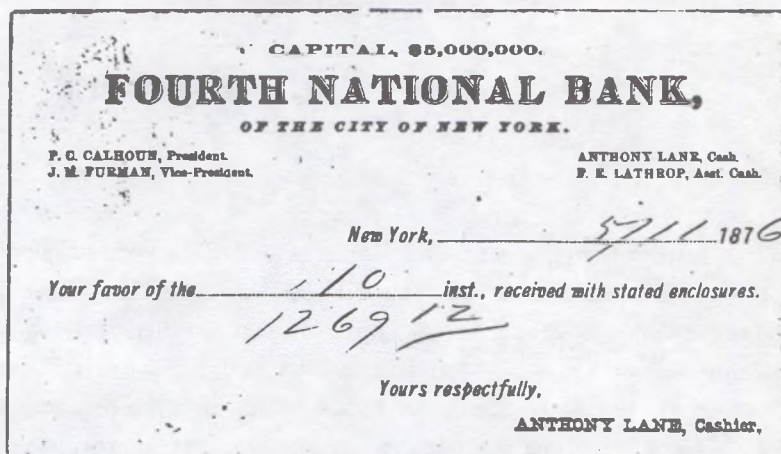 CAPITAL, $5,000,000.
FOURTH NATIONAL BANK,
OF THE CITY OF NEW YORK.
P. C. CALHOUN, President. ANTHONY LANE, Cash.
J. M. FURMAN, Vice-President. F. E. LATHROP, Asst. Cash.
New York, 5/11 1876
Your favor of the 10 inst., received with stated enclosures.
1269 12
Yours respectfully,
ANTHONY LANE, Cashier.